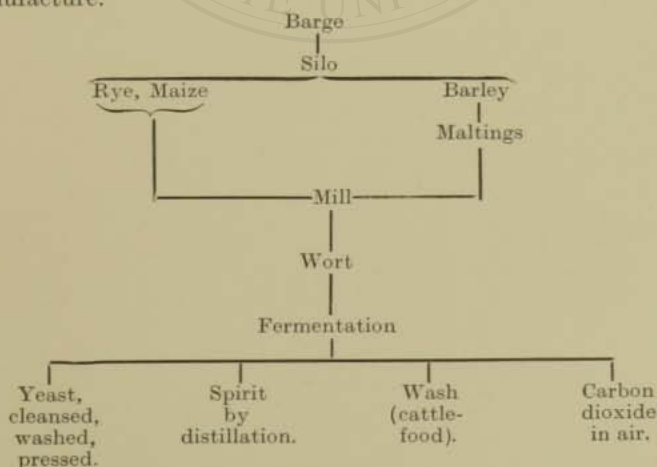 Barge
Silo
Rye, Maize
Barley
Maltings
Mill
Wort
Fermentation
Yeast,
cleansed,
washed,
pressed.
Spirit
by
distillation.
Wash
(cattle-
food).
Carbon
dioxide
in air.